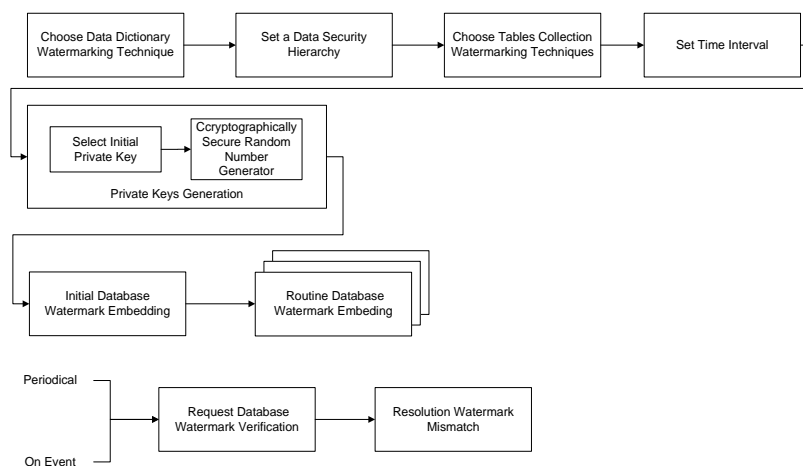 Choose Data Dictionary
Watermarking Technique
Set a Data Security
Hierarchy
Choose Tables Collection
Watermarking Techniques
Set Time Interval
Select Initial
Private Key
Ccryptographically
Secure Random
Number
Generator
Private Keys Generation
Initial Database
Watermark Embedding
Routine Database
Watermark Embeding
Periodical
On Event
Request Database
Watermark Verification
Resolution Watermark
Mismatch